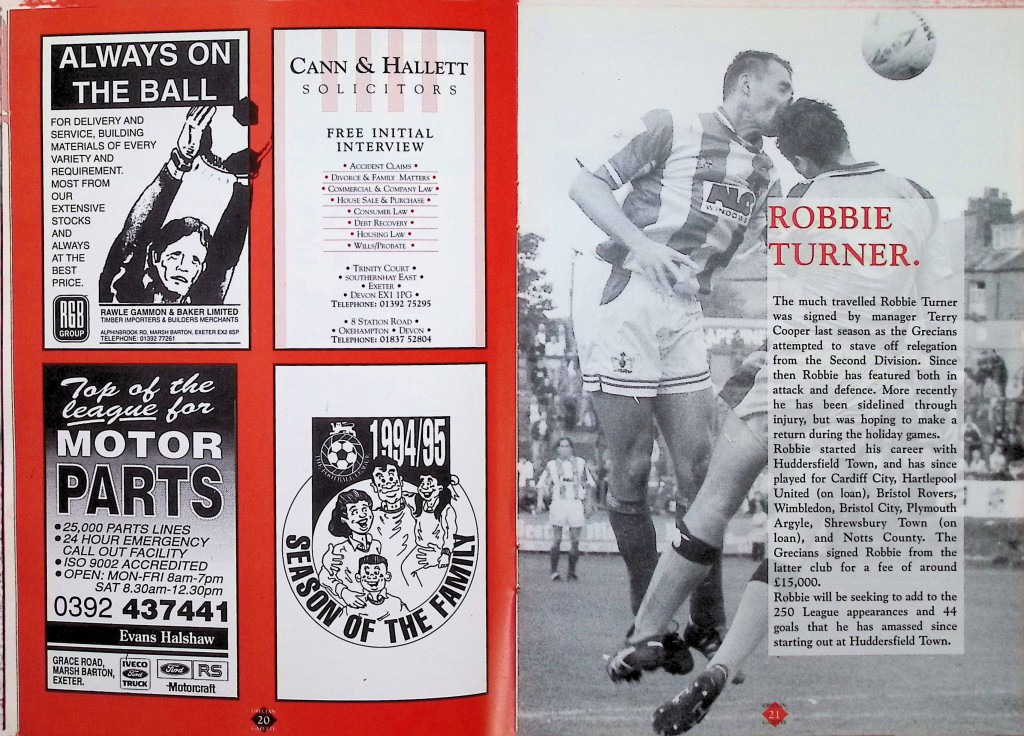 ALWAYS ON
THE BALL
FOR DELIVERY AND
SERVICE, BUILDING
MATERIALS OF EVERY
VARIETY AND
REQUIREMENT.
MOST FROM
OUR
EXTENSIVE
STOCKS
AND
ALWAYS
AT THE
BEST
PRICE.
RGB
GROUP
RAWLE GAMMON & BAKER LIMITED
TIMBER IMPORTERS & BUILDERS MERCHANTS
ALPHINBROOK RD, MARSH BARTON, EXETER EX2 8SP
TELEPHONE: 01392 77261
CANN & HALLETT
SOLICITORS
FREE INITIAL
INTERVIEW
• ACCIDENT CLAIMS •
• DIVORCE & FAMILY MATTERS •
• COMMERCIAL & COMPANY LAW •
• HOUSE SALE & PURCHASE •
• CONSUMER LAW •
• DEBT RECOVERY •
• HOUSING LAW •
• WILLS/PROBATE •
• TRINITY COURT •
• SOUTHERNHAY EAST •
• EXETER •
• DEVON EX1 1PG •
TELEPHONE: 01392 75295
• 8 STATION ROAD •
OKEHAMPTON • DEVON •
TELEPHONE: 01837 52804
Top of the
league for
MOTOR
PARTS
• 25,000 PARTS LINES
• 24 HOUR EMERGENCY
CALL OUT FACILITY
• ISO 9002 ACCREDITED
• OPEN: MON-FRI 8am-7pm
SAT 8.30am-12.30pm
0392 437441
Evans Halshaw
GRACE ROAD,
MARSH BARTON,
EXETER.
IVECO
Ford
TRUCK
Ford
RS
Motorcraft
1994/95
SEASON OF THE FAMILY
GRECIAN
20
GAZETTE
ALC
WINDOWS
ROBBIE
TURNER.
The much travelled Robbie Turner
was signed by manager Terry
Cooper last season as the Grecians
attempted to stave off relegation
from the Second Division. Since
then Robbie has featured both in
attack and defence. More recently
he has been sidelined through
injury, but was hoping to make a
return during the holiday games.
Robbie started his career with
Huddersfield Town, and has since
played for Cardiff City, Hartlepool
United (on loan), Bristol Rovers,
Wimbledon, Bristol City, Plymouth
Argyle, Shrewsbury Town (on
loan), and Notts County. The
Grecians signed Robbie from the
latter club for a fee of around
£15,000.
Robbie will be seeking to add to the
250 League appearances and 44
goals that he has amassed since
starting out at Huddersfield Town.
GRECIAN
21
GAZETTE